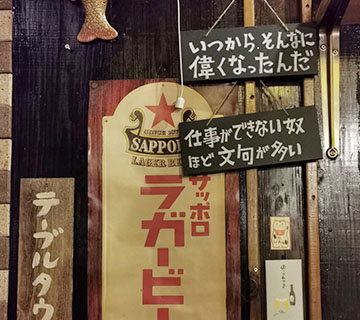 いつから、そんなに
偉くなったんだ
仕事ができない奴
ほど文句が多い
SAPPORO
LAGER BEER
サッポロ
ラガービー
テーブルタウ